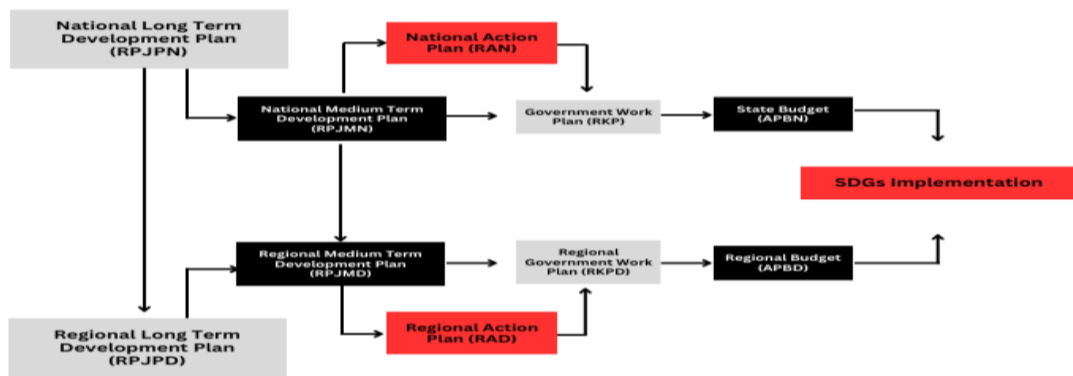 National Long Term
Development Plan
(RPJPN)
National Action
Plan (RAN)
National Medium Term
Development Plan
(RPJMN)
Government Work
Plan (RKP)
State Budget
(APBN)
SDGs Implementation
Regional Medium Term
Development Plan
(RPJMD)
Regional
Government Work
Plan (RKPD)
Regional Budget
(APBD)
Regional Long Term
Development Plan
(RPJPD)
Regional Action
Plan (RAD)